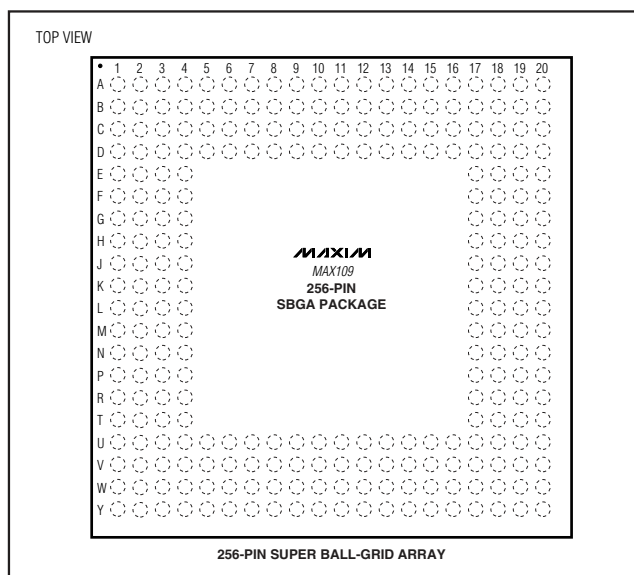 TOP VIEW
1 2 3 4 5 6 7 8 9 10 11 12 13 14 15 16 17 18 19 20
A
B
C
D
E
F
G
H
J
K
L
M
N
P
R
T
U
V
W
Y
MAXIM
MAX109
256-PIN
SBGA PACKAGE
256-PIN SUPER BALL-GRID ARRAY